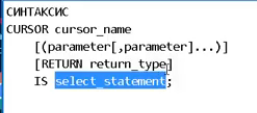 СИНТАКСИС
CURSOR cursor_name
[(parameter[,parameter]...)]
[RETURN return_type]
IS select_statement;